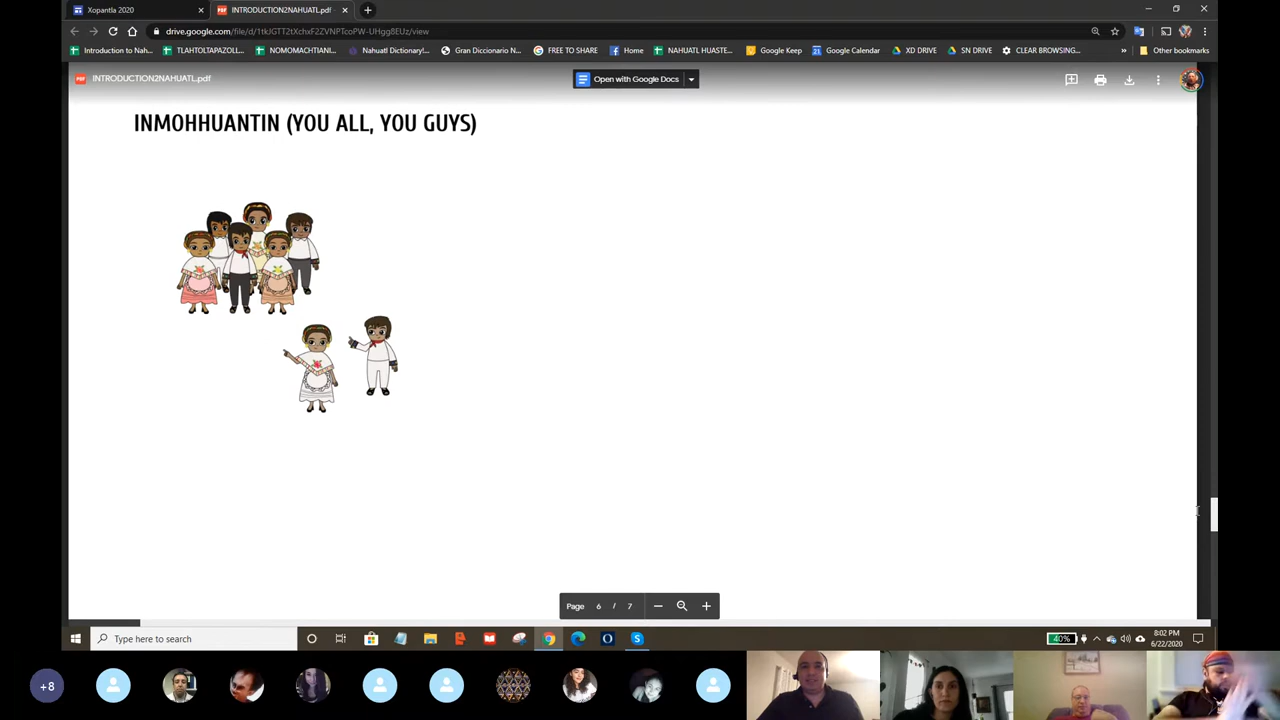 Xopantla 2020
INTRODUCTION2NAHUATL.pdf
drive.google.com/file/d/1tkJGTT2tXchxF2ZVNPTcoPW-UHgg8EUz/view
Introduction to Nah...
TLAHTOLTAPAZOLL...
NOMOMACHTIANI...
Nahuatl Dictionary/...
Gran Diccionario N...
FREE TO SHARE
Home
NAHUATL HUASTE...
Google Keep
Google Calendar
XD DRIVE
SN DRIVE
CLEAR BROWSING...
»
Other bookmarks
PDF
INTRODUCTION2NAHUATL.pdf
Open with Google Docs
INMOHHUANTIN (YOU ALL, YOU GUYS)
Page 6 / 7
Type here to search
40%
8:02 PM
6/22/2020
+8